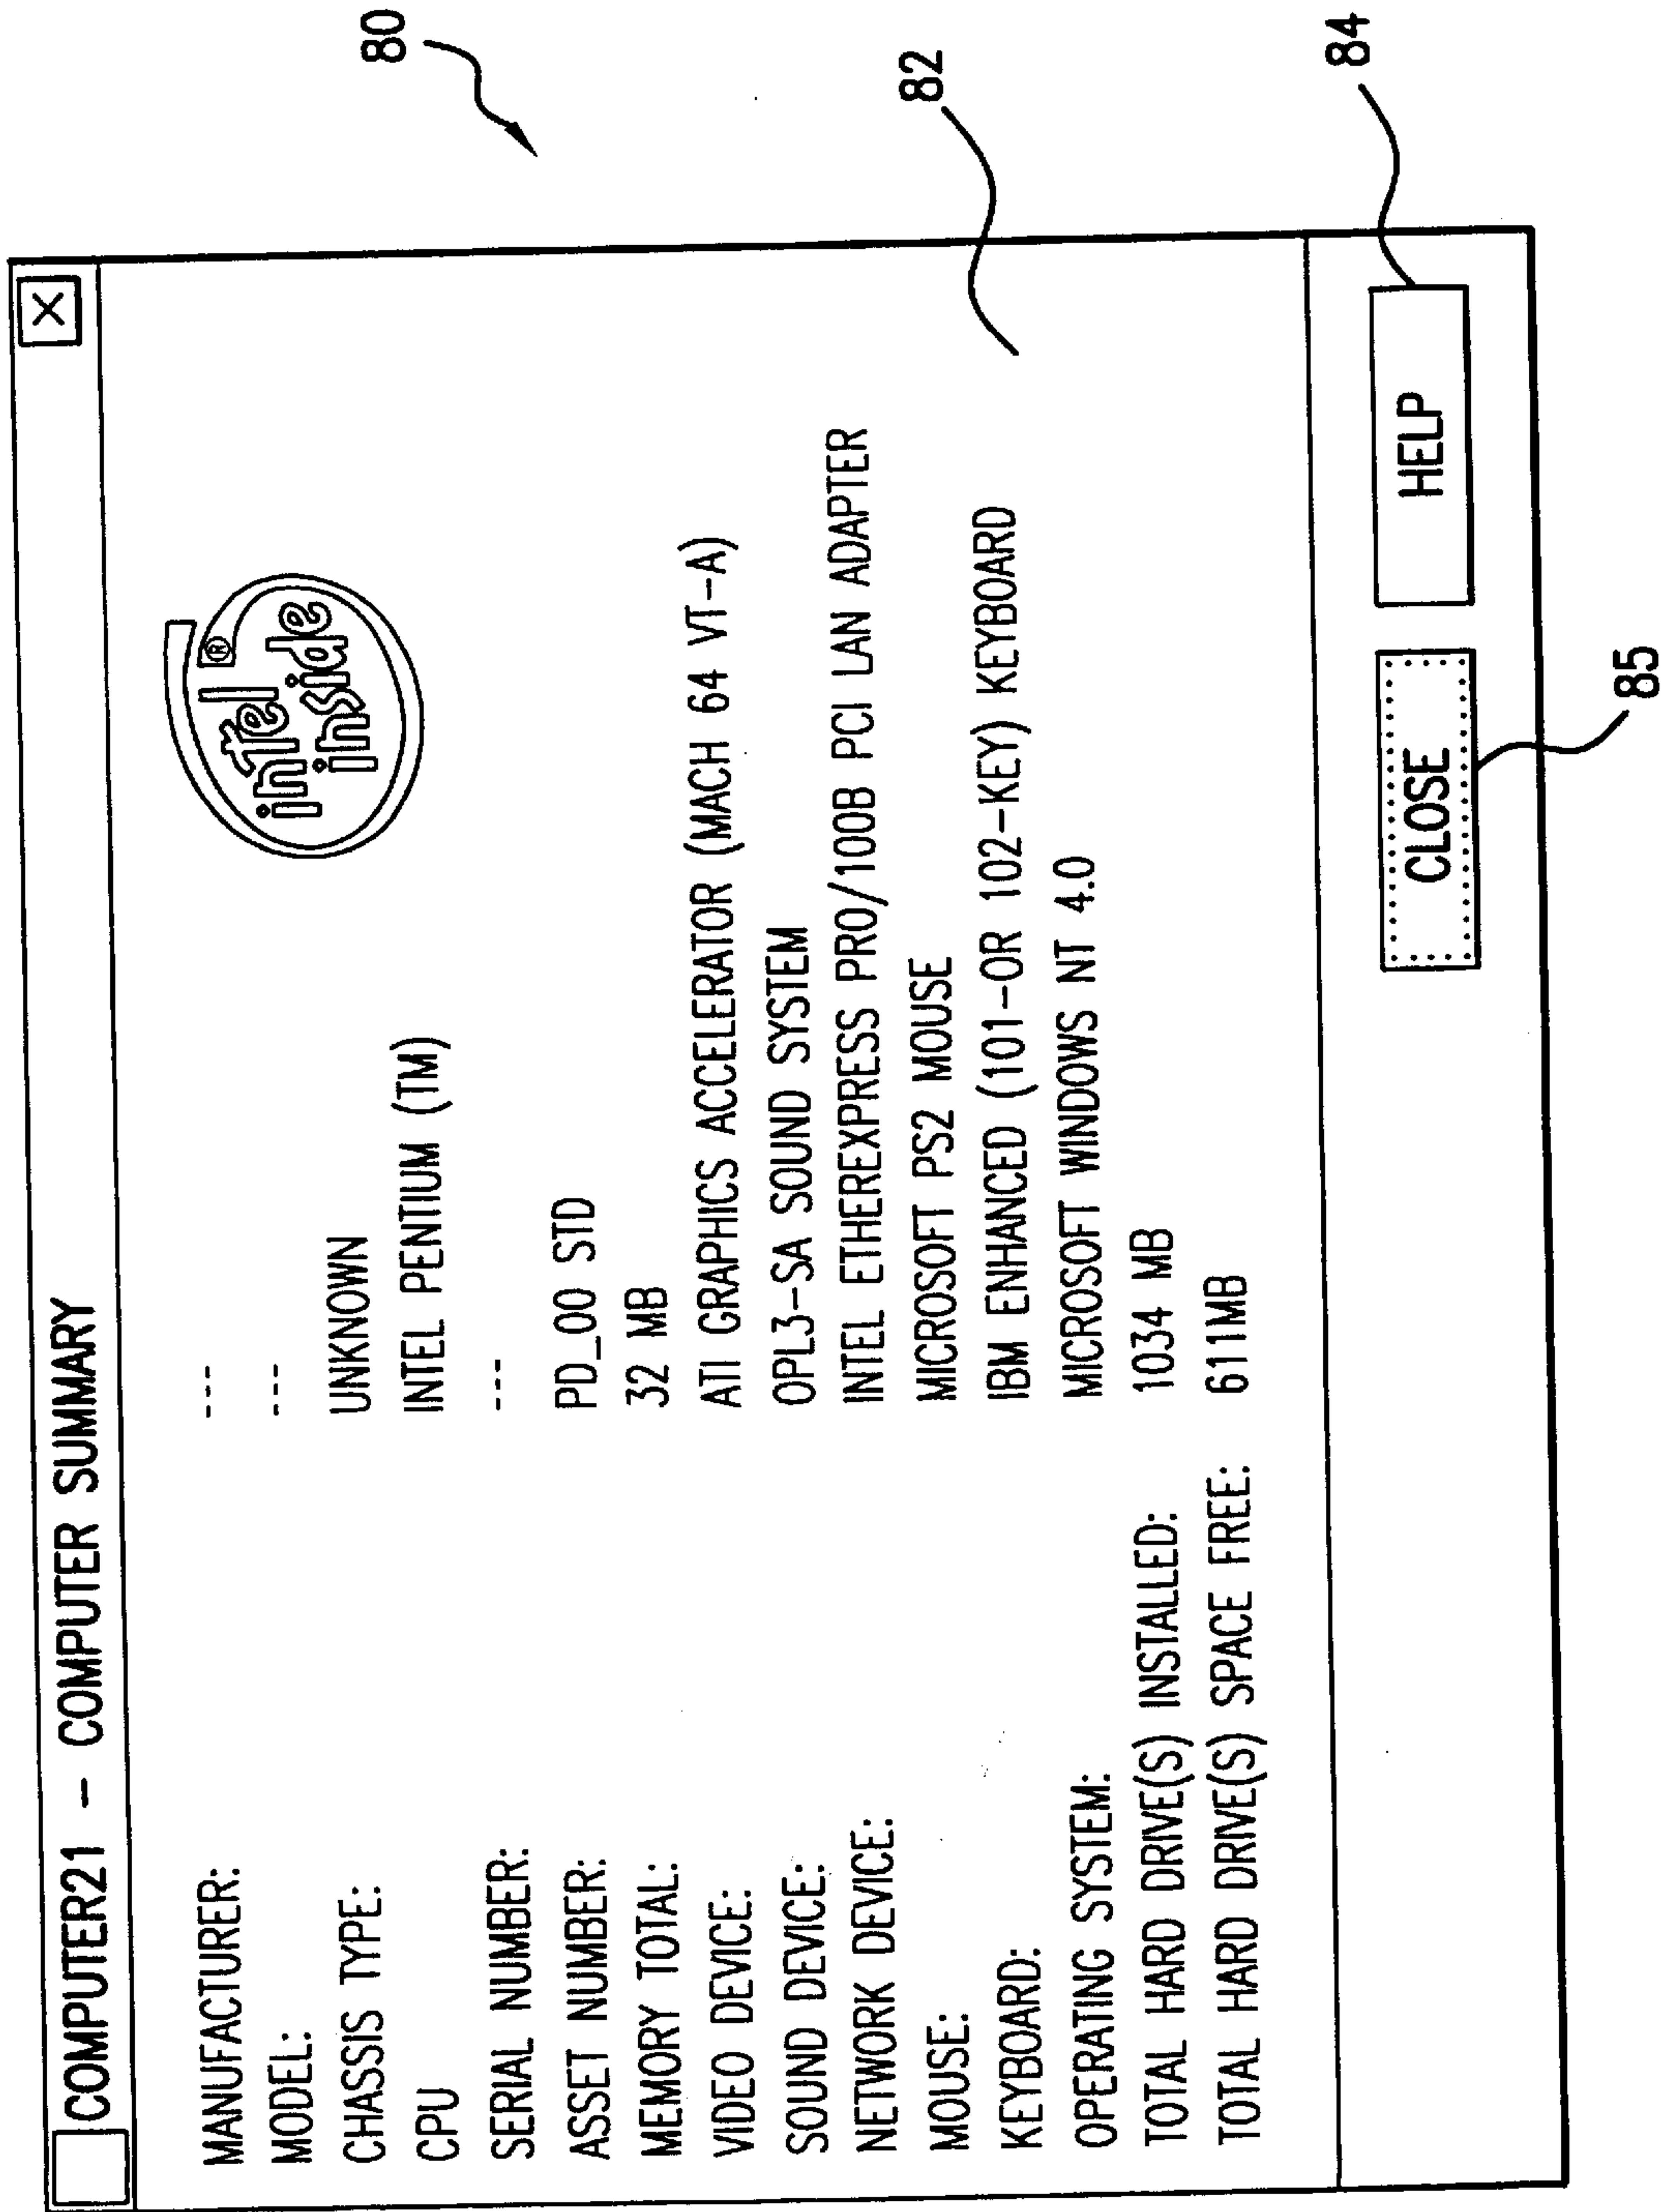 COMPUTER21 - COMPUTER SUMMARY X
intel®
inside
MANUFACTURER: ---
MODEL: ---
CHASSIS TYPE: UNKNOWN
CPU INTEL PENTIUM (TM)
SERIAL NUMBER: ---
ASSET NUMBER: PD_00 STD
MEMORY TOTAL: 32 MB
VIDEO DEVICE: ATI GRAPHICS ACCELERATOR (MACH 64 VT-A)
SOUND DEVICE: OPL3-SA SOUND SYSTEM
NETWORK DEVICE: INTEL ETHEREXPRESS PRO/100B PCI LAN ADAPTER
MOUSE: MICROSOFT PS2 MOUSE
KEYBOARD: IBM ENHANCED (101-OR 102-KEY) KEYBOARD
OPERATING SYSTEM: MICROSOFT WINDOWS NT 4.0
TOTAL HARD DRIVE(S) INSTALLED: 1034 MB
TOTAL HARD DRIVE(S) SPACE FREE: 611MB
CLOSE HELP
80
82
84
85